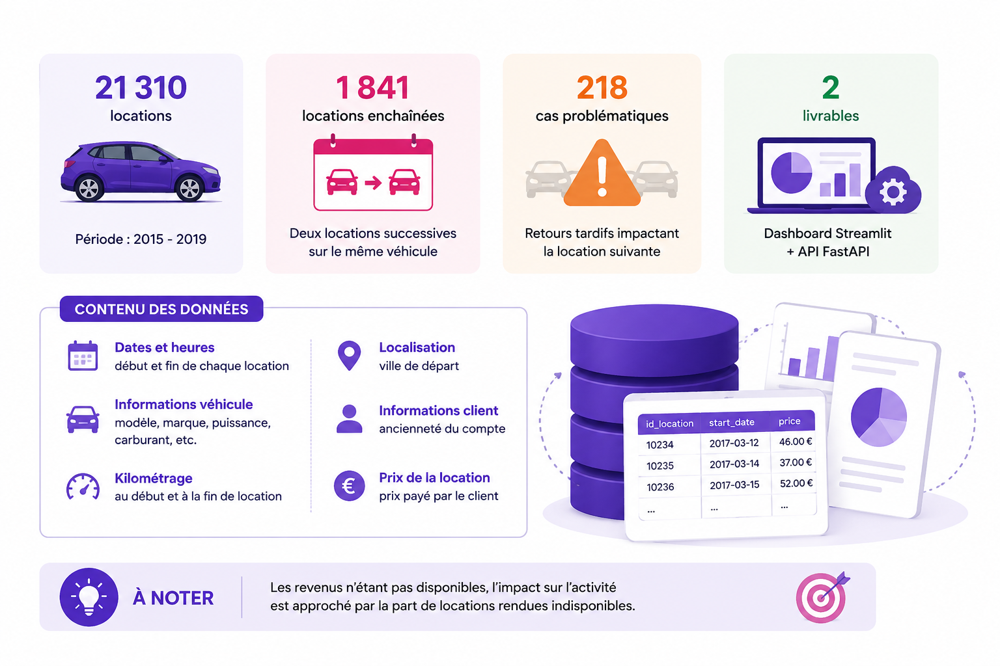 21 310
locations
Période : 2015 - 2019
1 841
locations enchaînées
Deux locations successives
sur le même véhicule
218
cas problématiques
Retours tardifs impactant
la location suivante
2
livrables
Dashboard Streamlit
+ API FastAPI
CONTENU DES DONNÉES
Dates et heures
début et fin de chaque location
Informations véhicule
modèle, marque, puissance,
carburant, etc.
Kilométrage
au début et à la fin de location
Localisation
ville de départ
Informations client
ancienneté du compte
€
Prix de la location
prix payé par le client
id_location start_date price
10234 2017-03-12 46.00 €
10235 2017-03-14 37.00 €
10236 2017-03-15 52.00 €
... ... ...
À NOTER
Les revenus n’étant pas disponibles, l’impact sur l’activité
est approché par la part de locations rendues indisponibles.